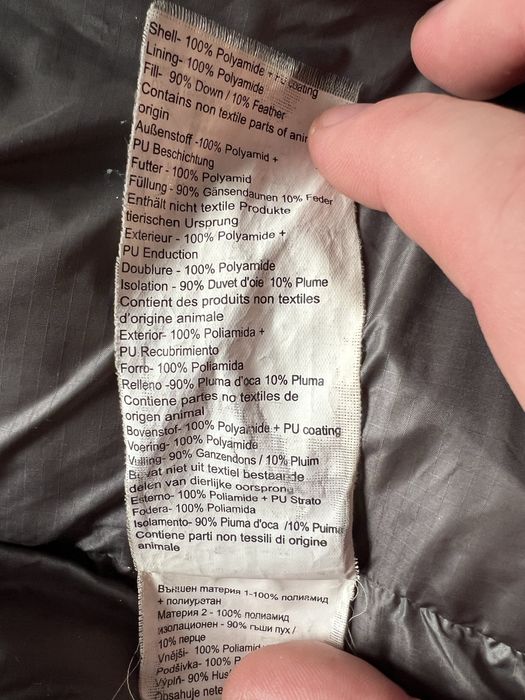 Shell- 100% Polyamide + PU coating
Lining- 100% Polyamide
Fill- 90% Down / 10% Feather
Contains non textile parts of
origin
Außenstoff -100% Polyamid +
PU Beschichtung
Futter - 100% Polyamid
Füllung - 90% Gänsendaunen 10% Feder
Enthält nicht textile Produkte
tierischen Ursprung
Exterieur - 100% Polyamide +
PU Enduction
Doublure - 100% Polyamide
Isolation - 90% Duvet d'oie 10% Plume
Contient des produits non textiles
d'origine animale
Exterior- 100% Poliamida +
PU Recubrimiento
Forro- 100% Poliamida
Relleno -90% Pluma d'oca 10% Pluma
Contiene partes no textiles de
origen animal
Bovenstof- 100% Polyamide + PU coating
Voering- 100% Polyamide
Vulling- 90% Ganzendons / 10% Pluim
Bevat niet uit textiel bestaande
delen van dierlijke oorsprong
Esterno- 100% Poliamide + PU Strato
Fodera- 100% Poliamida
Isolamento- 90% Piuma d'oca /10% Puima
Contiene parti non tessili di origine
animale
Външен материя 1-100% полиямид
+ полиуретан
Материя 2 - 100% полиамид
изолационен - 90% гъши пух /
10% перце
Vnější- 100%
Podšívka- 100%
Výplň- 90%